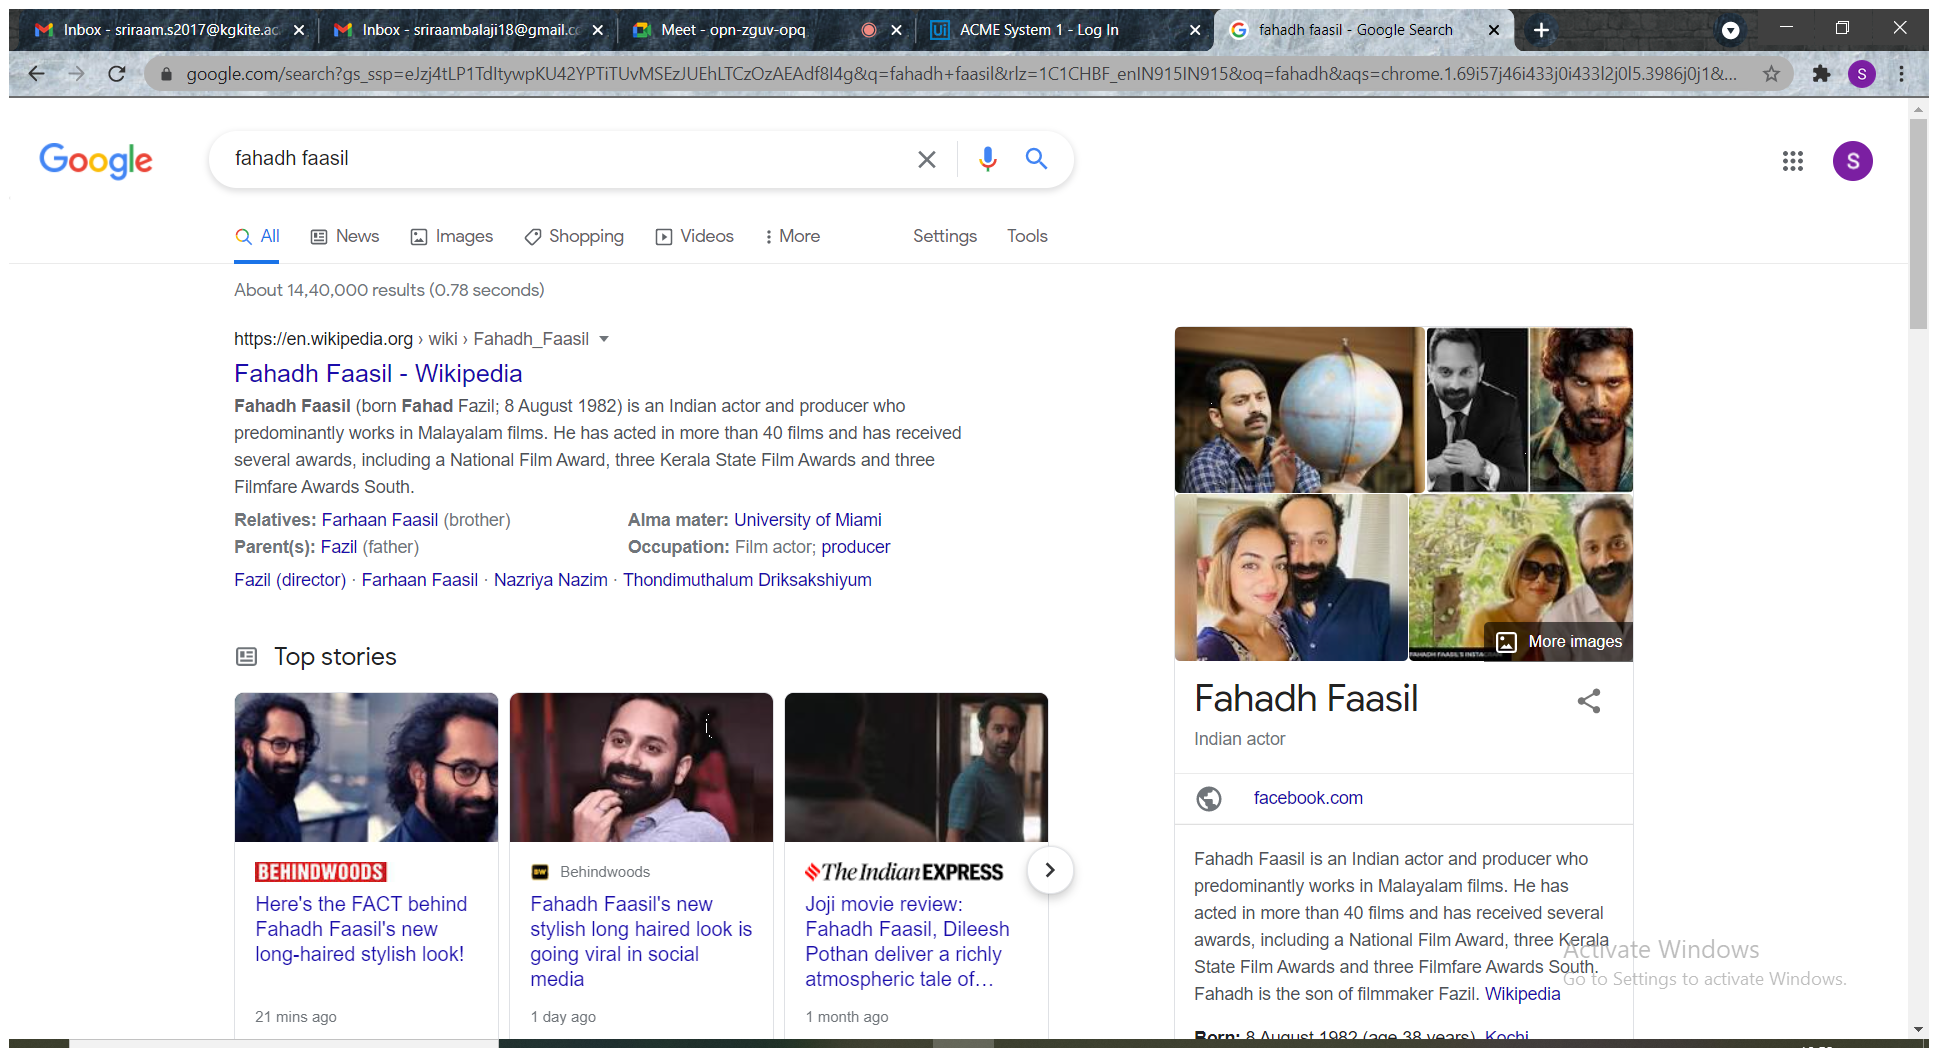 Inbox - sriraam.s2017@kgkite.ac
Inbox - sriraambalaji18@gmail.c
Meet - opn-zguv-opq
ACME System 1 - Log In
fahadh faasil - Google Search
google.com/search?gs_ssp=eJzj4tLP1TdItywpKU42YPTiTUvMSEzJUEhLTCzOzAEAdf8I4g&q=fahadh+faasil&rlz=1C1CHBF_enIN915IN915&oq=fahadh&aqs=chrome.1.69i57j46i433j0i433l2j0l5.3986j0j1&...
S
Google
fahadh faasil
S
All
News
Images
Shopping
Videos
More
Settings
Tools
About 14,40,000 results (0.78 seconds)
https://en.wikipedia.org › wiki › Fahadh_Faasil
Fahadh Faasil - Wikipedia
Fahadh Faasil (born Fahad Fazil; 8 August 1982) is an Indian actor and producer who
predominantly works in Malayalam films. He has acted in more than 40 films and has received
several awards, including a National Film Award, three Kerala State Film Awards and three
Filmfare Awards South.
Relatives: Farhaan Faasil (brother)
Alma mater: University of Miami
Parent(s): Fazil (father)
Occupation: Film actor; producer
Fazil (director) · Farhaan Faasil · Nazriya Nazim · Thondimuthalum Driksakshiyum
Top stories
BEHINDWOODS
Here's the FACT behind
Fahadh Faasil's new
long-haired stylish look!
21 mins ago
BW Behindwoods
Fahadh Faasil's new
stylish long haired look is
going viral in social
media
1 day ago
The Indian EXPRESS
Joji movie review:
Fahadh Faasil, Dileesh
Pothan deliver a richly
atmospheric tale of...
1 month ago
FAHADH FAASIL'S INSTAGRAM
More images
Fahadh Faasil
Indian actor
facebook.com
Fahadh Faasil is an Indian actor and producer who
predominantly works in Malayalam films. He has
acted in more than 40 films and has received several
awards, including a National Film Award, three Kerala
State Film Awards and three Filmfare Awards South.
Fahadh is the son of filmmaker Fazil. Wikipedia
Born: 8 August 1982 (age 38 years), Kochi
Activate Windows
Go to Settings to activate Windows.